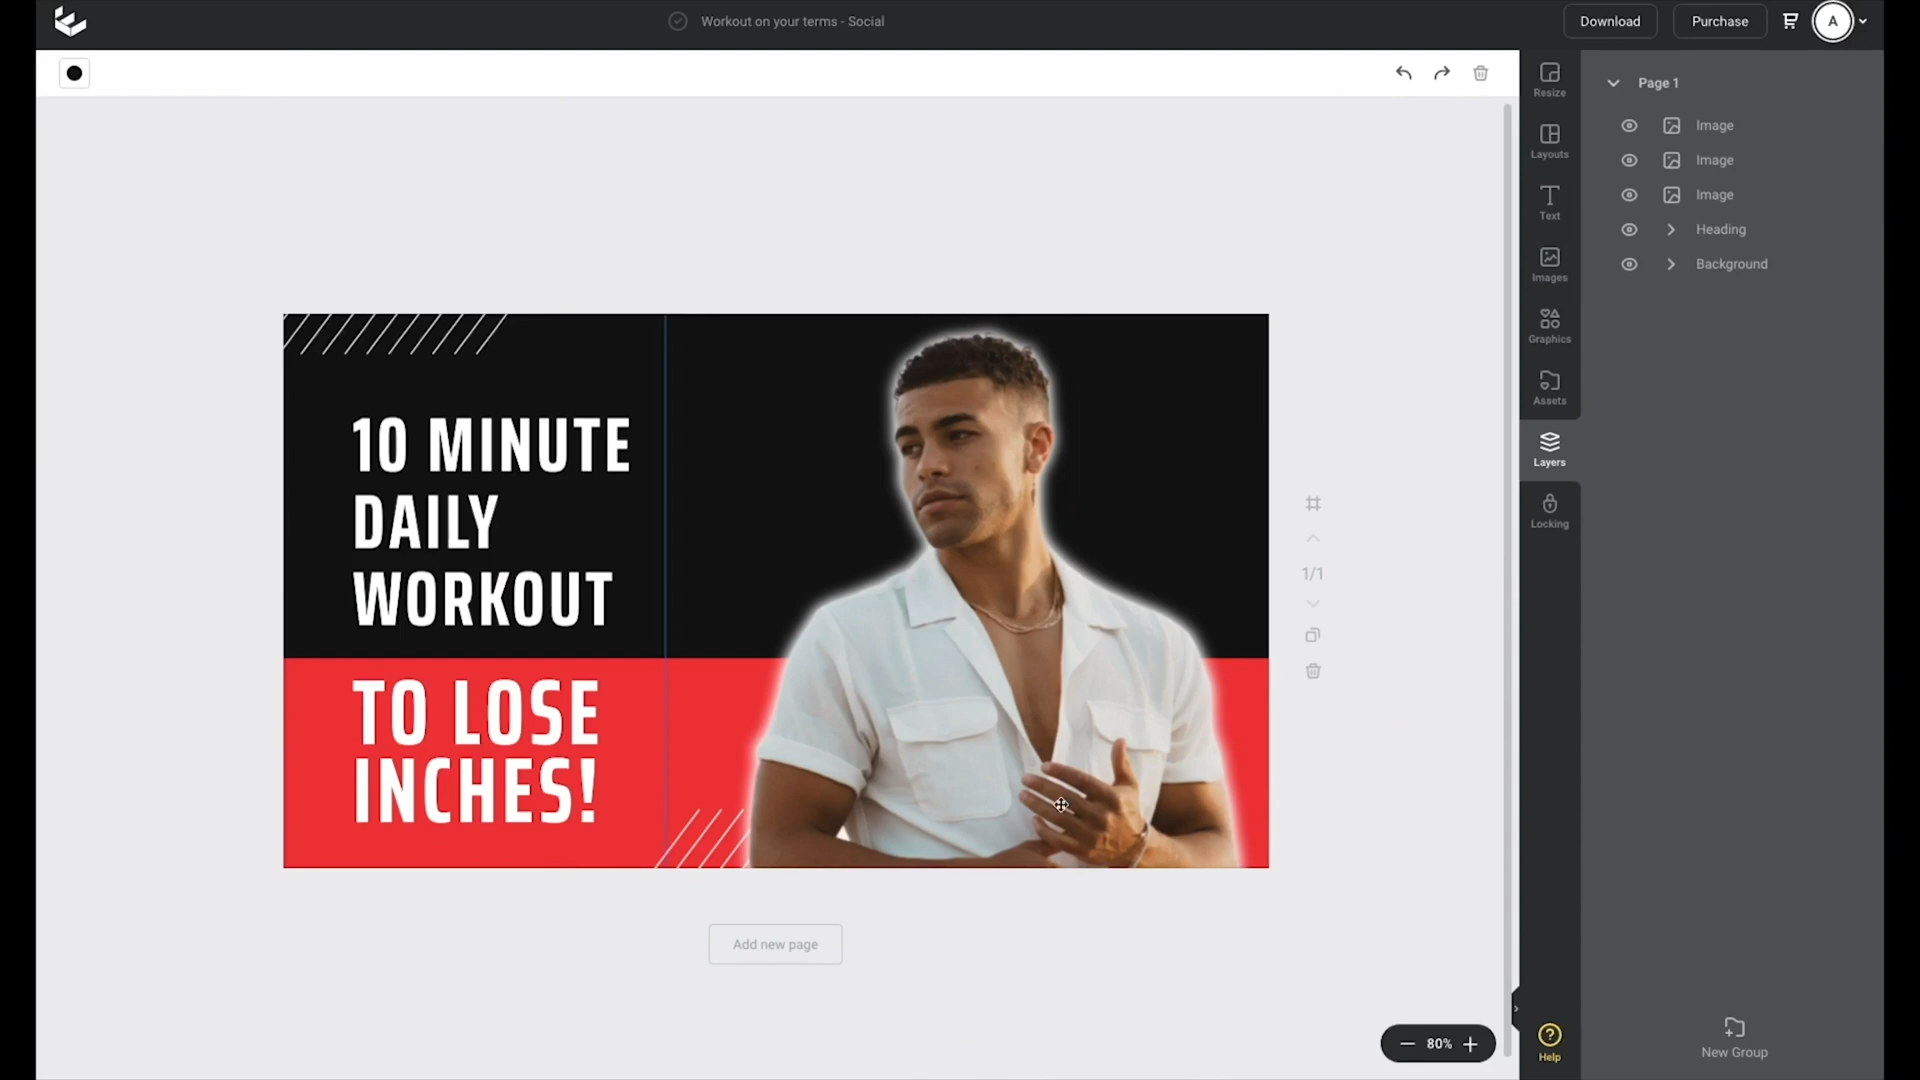 Workout on your terms - Social
Download
Purchase
A
Resize
Layouts
Text
Images
Graphics
Assets
Layers
Locking
Help
Page 1
Image
Image
Image
Heading
Background
New Group
10 MINUTE
DAILY
WORKOUT
TO LOSE
INCHES!
1/1
Add new page
80%